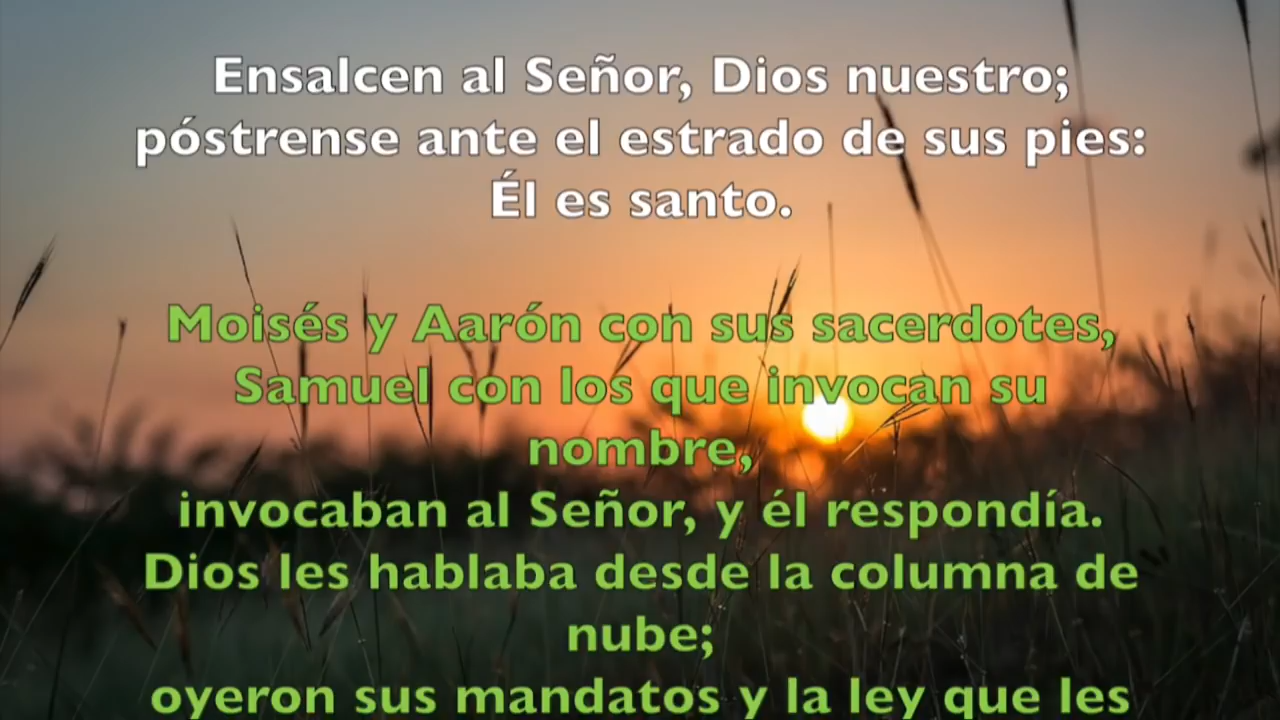 Ensalcen al Señor, Dios nuestro;
póstrense ante el estrado de sus pies:
Él es santo.
Moisés y Aarón con sus sacerdotes,
Samuel con los que invocan su
nombre,
invocaban al Señor, y él respondía.
Dios les hablaba desde la columna de
nube;
oyeron sus mandatos y la ley que les